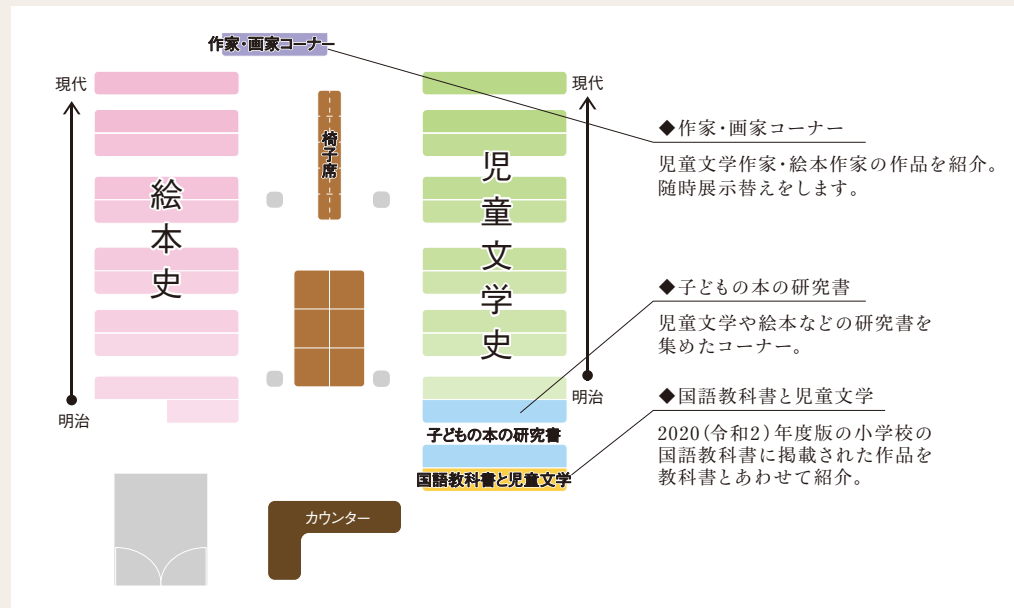 作家・画家コーナー
現代
現代
椅子席
絵本史
児童文学史
明治
明治
子どもの本の研究書
国語教科書と児童文学
カウンター
◆作家・画家コーナー
児童文学作家・絵本作家の作品を紹介。
随時展示替えをします。
◆子どもの本の研究書
児童文学や絵本などの研究書を
集めたコーナー。
◆国語教科書と児童文学
2020(令和2)年度版の小学校の
国語教科書に掲載された作品を
教科書とあわせて紹介。